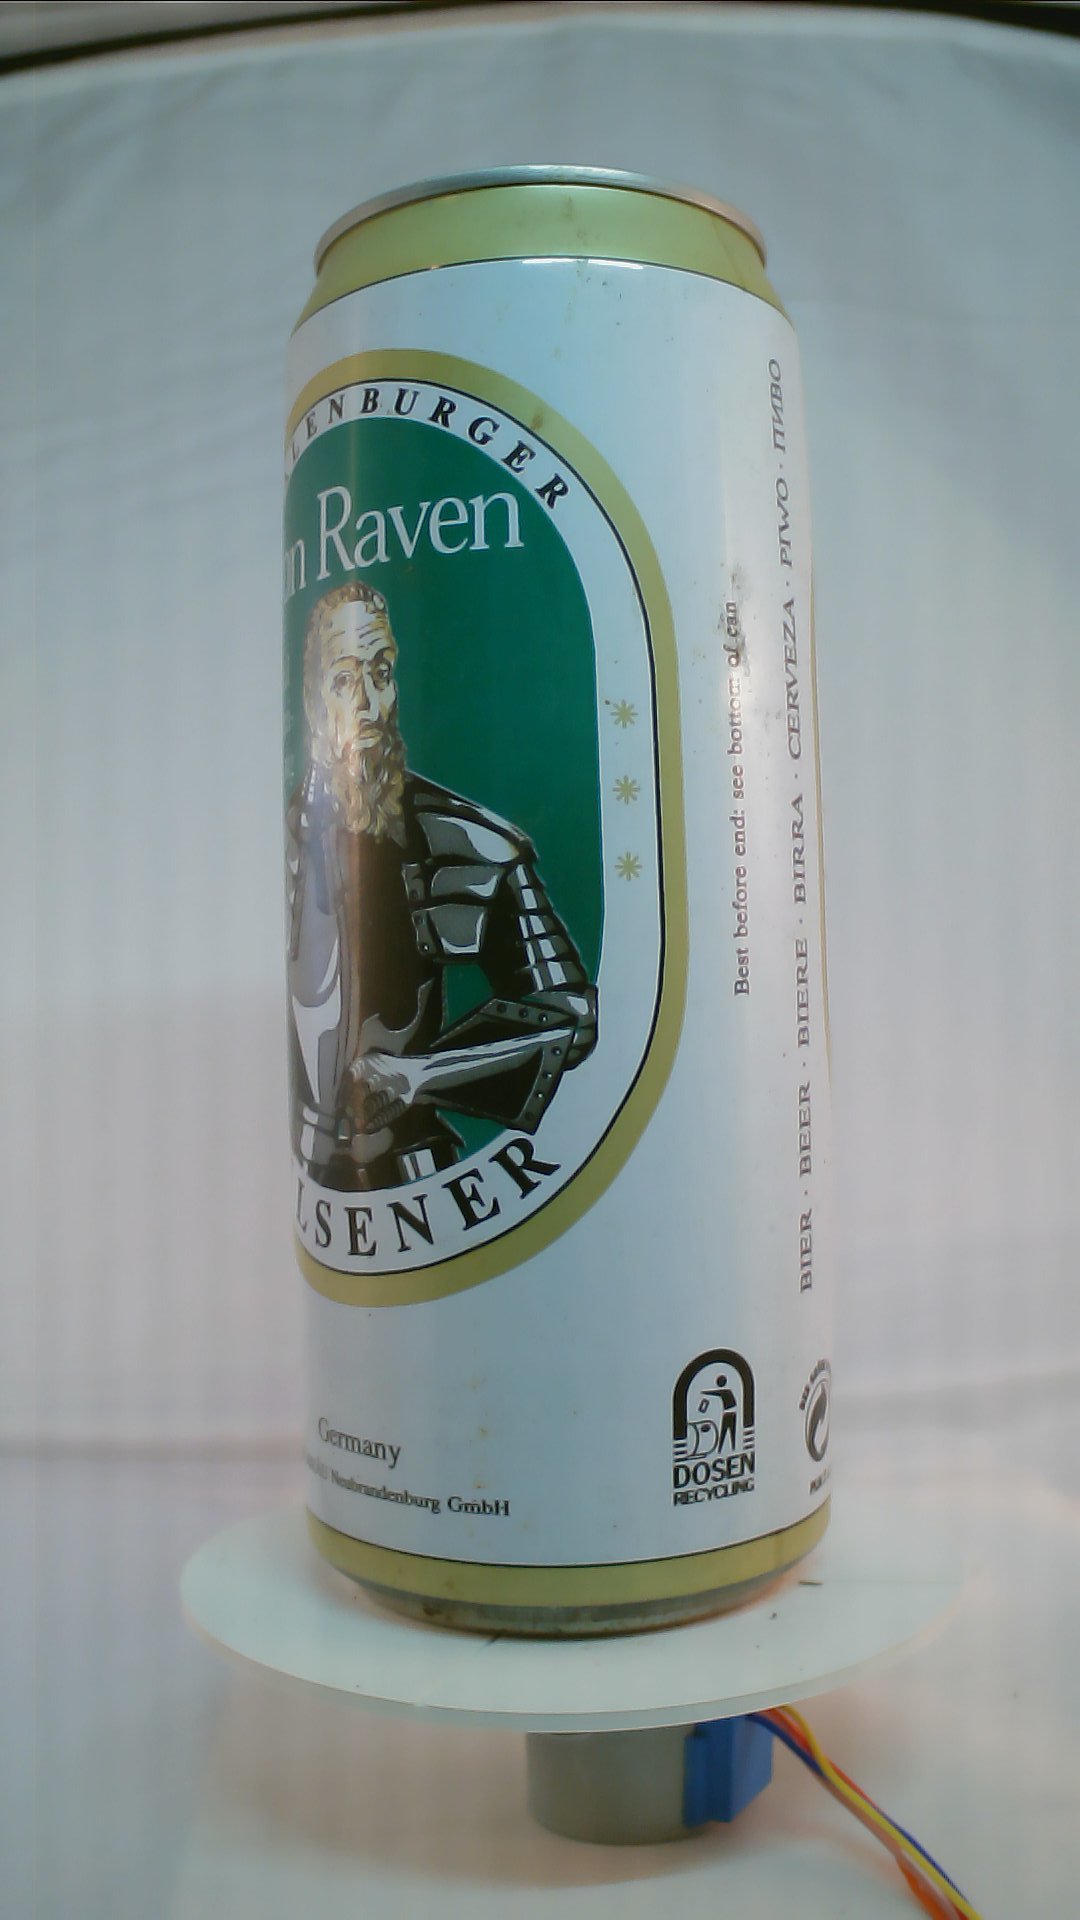 LENBURGER
n Raven
LSENER
Germany
Neubrandenburg GmbH
Best before end: see bottom of can
BIER · BEER · BIERE · BIRRA · CERVEZA · PIWO · ПИВО
DOSEN
RECYCLING